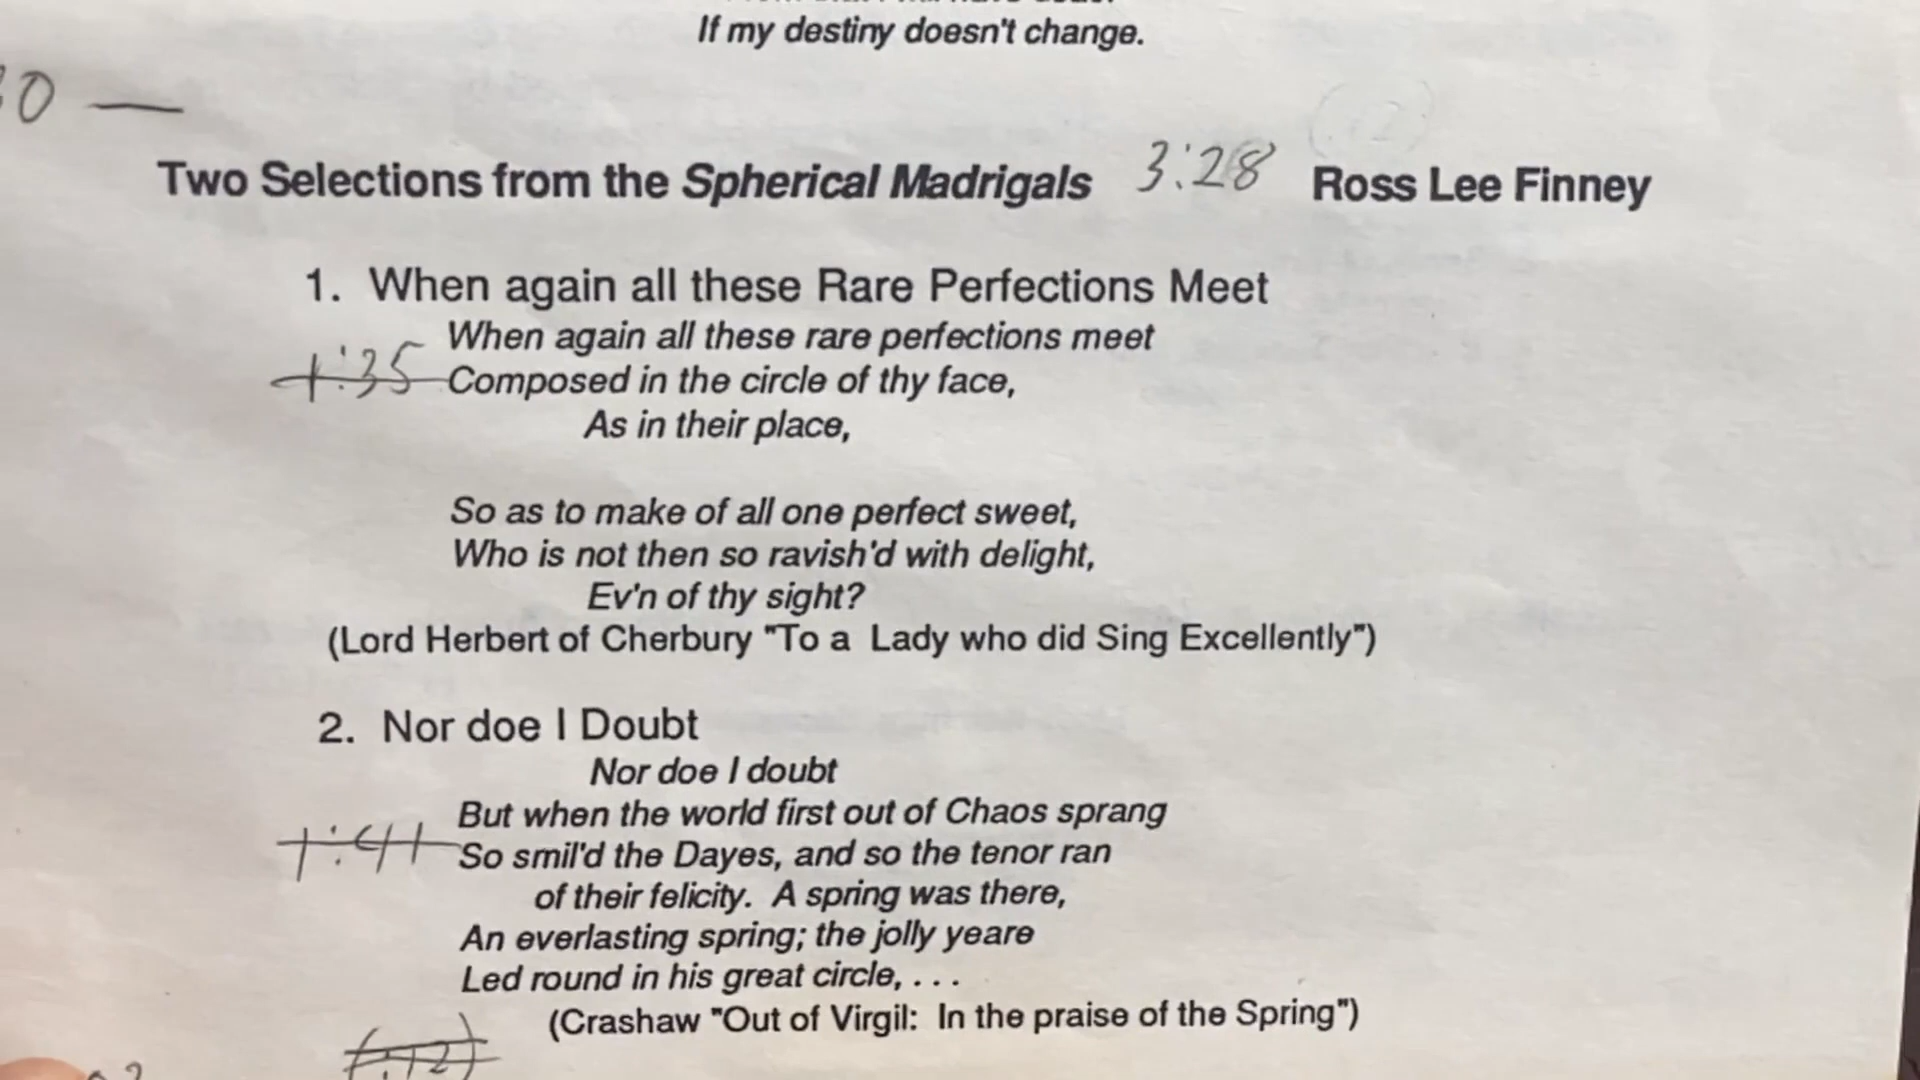 If my destiny doesn't change.
30 —
Two Selections from the Spherical Madrigals 3:28 Ross Lee Finney
1. When again all these Rare Perfections Meet
When again all these rare perfections meet
1:35 Composed in the circle of thy face,
As in their place,
So as to make of all one perfect sweet,
Who is not then so ravish'd with delight,
Ev'n of thy sight?
(Lord Herbert of Cherbury "To a Lady who did Sing Excellently")
2. Nor doe I Doubt
Nor doe I doubt
But when the world first out of Chaos sprang
1:41 So smil'd the Dayes, and so the tenor ran
of their felicity. A spring was there,
An everlasting spring; the jolly yeare
Led round in his great circle, . . .
(Crashaw "Out of Virgil: In the praise of the Spring")